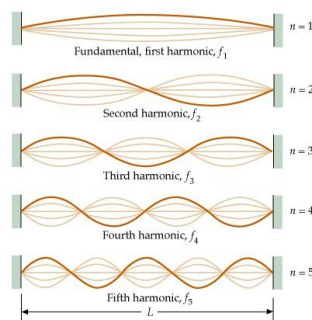 n = 1
Fundamental, first harmonic, f₁
n = 2
Second harmonic, f₂
n = 3
Third harmonic, f₃
n = 4
Fourth harmonic, f₄
n = 5
Fifth harmonic, f₅
L